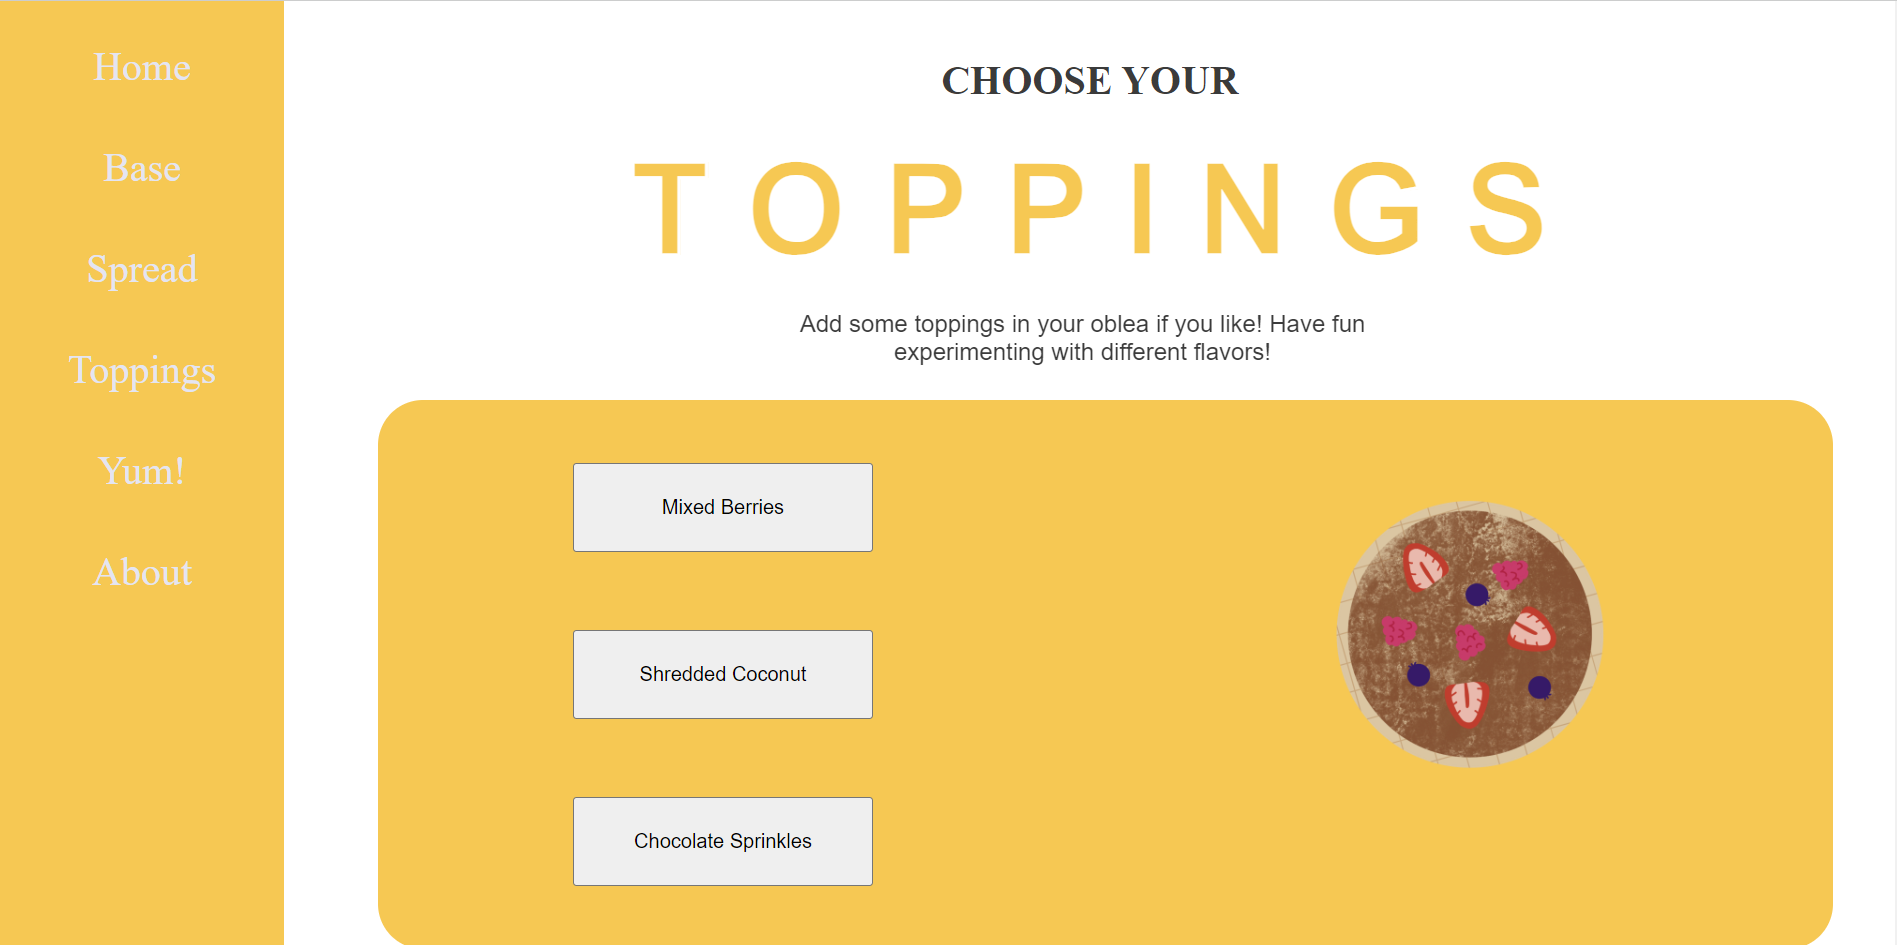 Home
Base
Spread
Toppings
Yum!
About
CHOOSE YOUR
TOPPINGS
Add some toppings in your oblea if you like! Have fun
experimenting with different flavors!
Mixed Berries
Shredded Coconut
Chocolate Sprinkles